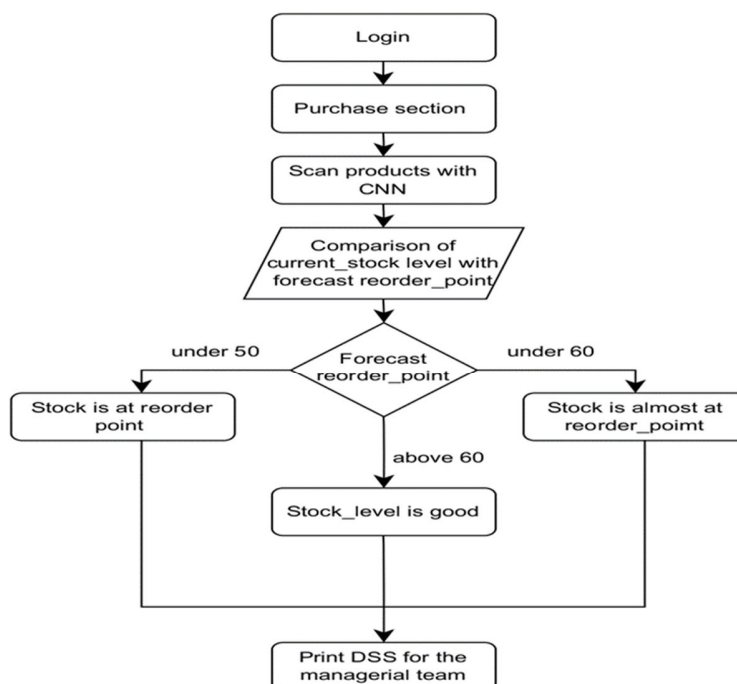 Login
Purchase section
Scan products with
CNN
Comparison of
current_stock level with
forecast reorder_point
under 50
Forecast
reorder_point
under 60
Stock is at reorder
point
Stock is almost at
reorder_poimt
above 60
Stock_level is good
Print DSS for the
managerial team